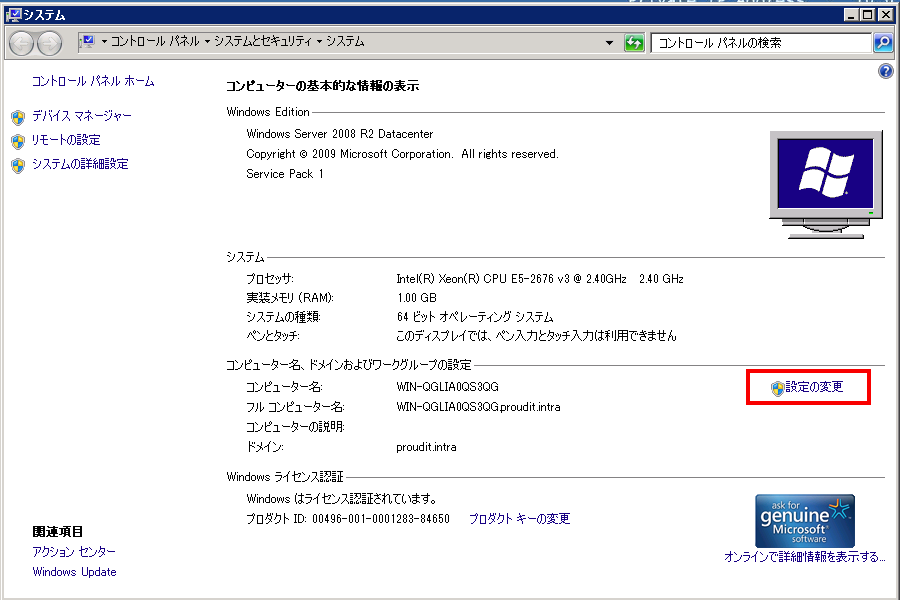 Private IP Address
システム
コントロール パネル システムとセキュリティ システム
コントロール パネルの検索
コントロール パネル ホーム
デバイス マネージャー
リモートの設定
システムの詳細設定
コンピューターの基本的な情報の表示
Windows Edition
Windows Server 2008 R2 Datacenter
Copyright © 2009 Microsoft Corporation. All rights reserved.
Service Pack 1
システム
プロセッサ: Intel(R) Xeon(R) CPU E5-2676 v3 @ 2.40GHz 2.40 GHz
実装メモリ (RAM): 1.00 GB
システムの種類: 64 ビット オペレーティング システム
ペンとタッチ: このディスプレイでは、ペン入力とタッチ入力は利用できません
コンピューター名、ドメインおよびワークグループの設定
コンピューター名: WIN-QGLIA0QS3QG
設定の変更
フル コンピューター名: WIN-QGLIA0QS3QG.proudit.intra
コンピューターの説明:
ドメイン: proudit.intra
Windows ライセンス認証
Windows はライセンス認証されています。
プロダクト ID: 00496-001-0001283-84650 プロダクト キーの変更
ask for
genuine
Microsoft
software
オンラインで詳細情報を表示する...
関連項目
アクション センター
Windows Update